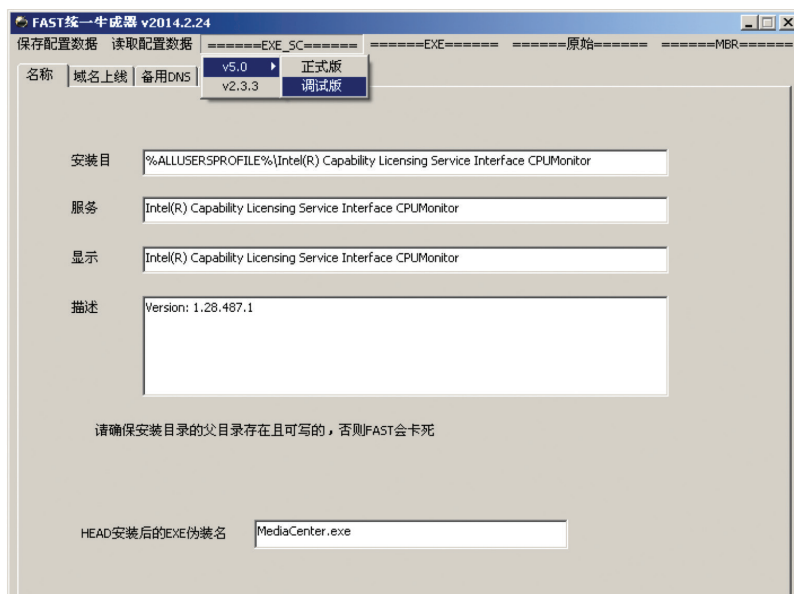 FAST统一生成器 v2014.2.24
保存配置数据 读取配置数据 ======EXE_SC====== ======EXE====== ======原始====== ======MBR======
名称 域名上线 备用DNS v5.0 正式版
v2.3.3 调试版
安装目 %ALLUSERSPROFILE%\Intel(R) Capability Licensing Service Interface CPUMonitor
服务 Intel(R) Capability Licensing Service Interface CPUMonitor
显示 Intel(R) Capability Licensing Service Interface CPUMonitor
描述 Version: 1.28.487.1
请确保安装目录的父目录存在且可写的，否则FAST会卡死
HEAD安装后的EXE伪装名 MediaCenter.exe